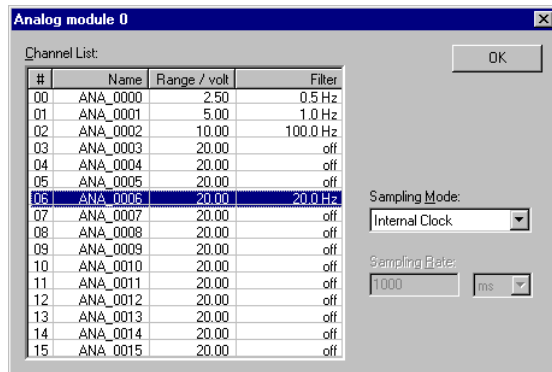 Analog module 0
Channel List:
OK
# Name Range / volt Filter
00 ANA_0000 2.50 0.5 Hz
01 ANA_0001 5.00 1.0 Hz
02 ANA_0002 10.00 100.0 Hz
03 ANA_0003 20.00 off
04 ANA_0004 20.00 off
05 ANA_0005 20.00 off
06 ANA_0006 20.00 20.0 Hz
07 ANA_0007 20.00 off
08 ANA_0008 20.00 off
09 ANA_0009 20.00 off
10 ANA_0010 20.00 off
11 ANA_0011 20.00 off
12 ANA_0012 20.00 off
13 ANA_0013 20.00 off
14 ANA_0014 20.00 off
15 ANA_0015 20.00 off
Sampling Mode:
Internal Clock
Sampling Rate:
1000 ms